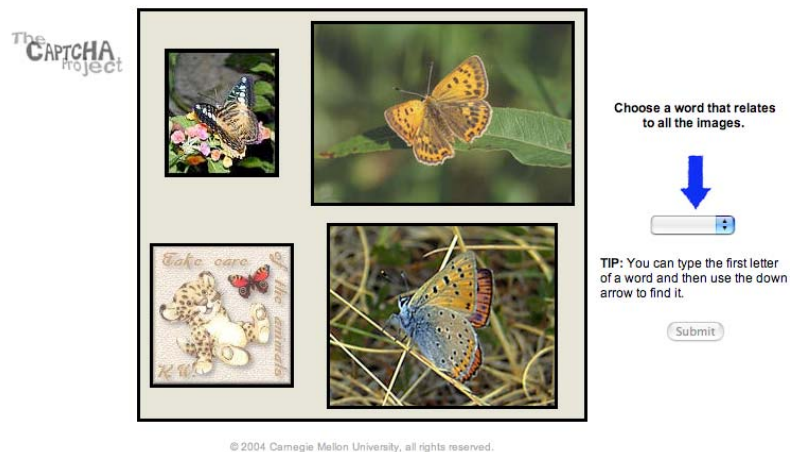 The
CAPTCHA
Project
Choose a word that relates
to all the images.
TIP: You can type the first letter
of a word and then use the down
arrow to find it.
Submit
Take care of the animals
K.W.
© 2004 Carnegie Mellon University, all rights reserved.